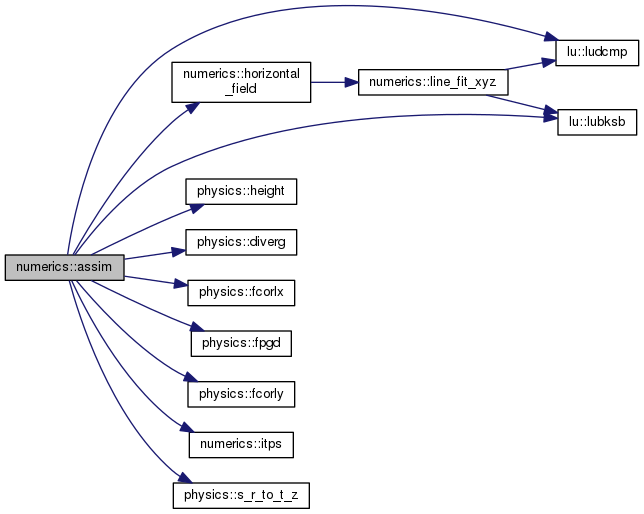 lu::ludcmp
numerics::horizontal
_field
numerics::line_fit_xyz
lu::lubksb
physics::height
physics::diverg
numerics::assim
physics::fcorlx
physics::fpgd
physics::fcorly
numerics::itps
physics::s_r_to_t_z